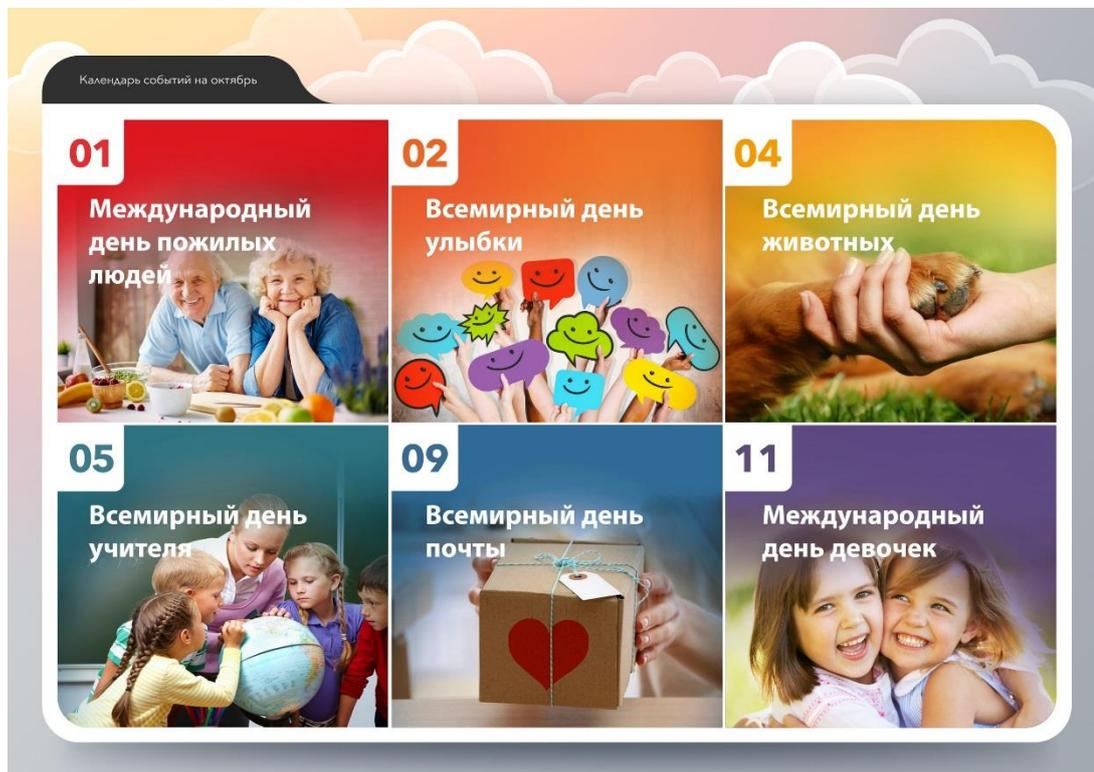 Календарь событий на октябрь
01
Международный
день пожилых
людей
02
Всемирный день
улыбки
04
Всемирный день
животных
05
Всемирный день
учителя
09
Всемирный день
почты
11
Международный
день девочек